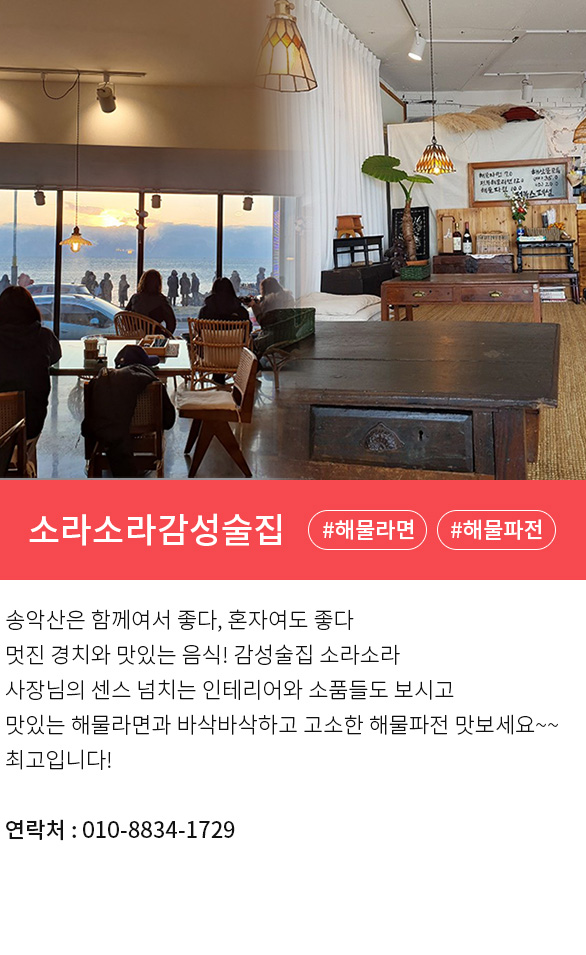 소라소라감성술집 #해물라면 #해물파전
송악산은 함께여서 좋다, 혼자여도 좋다
멋진 경치와 맛있는 음식! 감성술집 소라소라
사장님의 센스 넘치는 인테리어와 소품들도 보시고
맛있는 해물라면과 바삭바삭하고 고소한 해물파전 맛보세요~~
최고입니다!
연락처 : 010-8834-1729